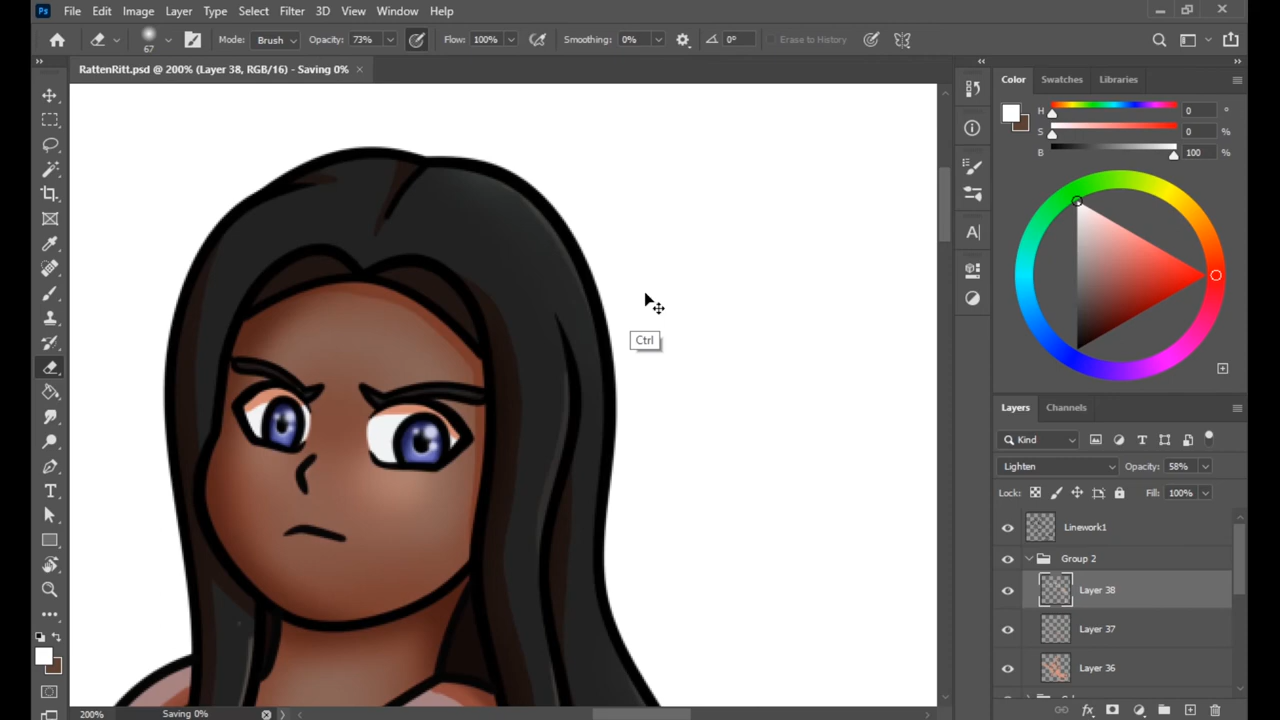 Ps File Edit Image Layer Type Select Filter 3D View Window Help
67 Mode: Brush Opacity: 73% Flow: 100% Smoothing: 0% 0° Erase to History
RattenRitt.psd @ 200% (Layer 38, RGB/16) - Saving 0%
Color Swatches Libraries
H 0 °
S 0 %
B 100 %
Ctrl
Layers Channels
Kind
Lighten Opacity: 58%
Lock: Fill: 100%
Linework1
Group 2
Layer 38
Layer 37
Layer 36
200% Saving 0%